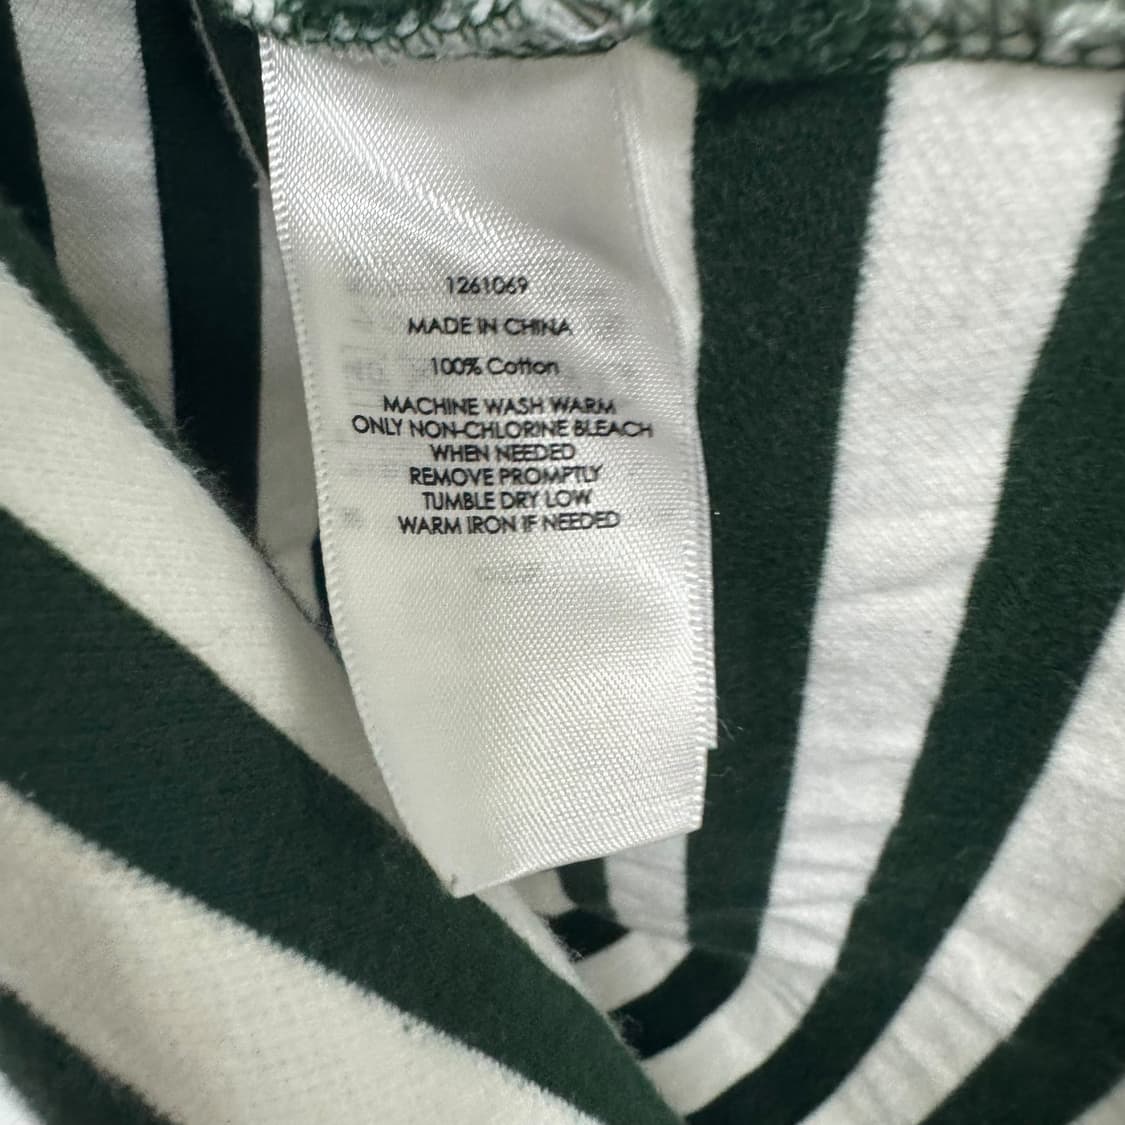 1261069
MADE IN CHINA
100% Cotton
MACHINE WASH WARM
ONLY NON-CHLORINE BLEACH
WHEN NEEDED
REMOVE PROMPTLY
TUMBLE DRY LOW
WARM IRON IF NEEDED